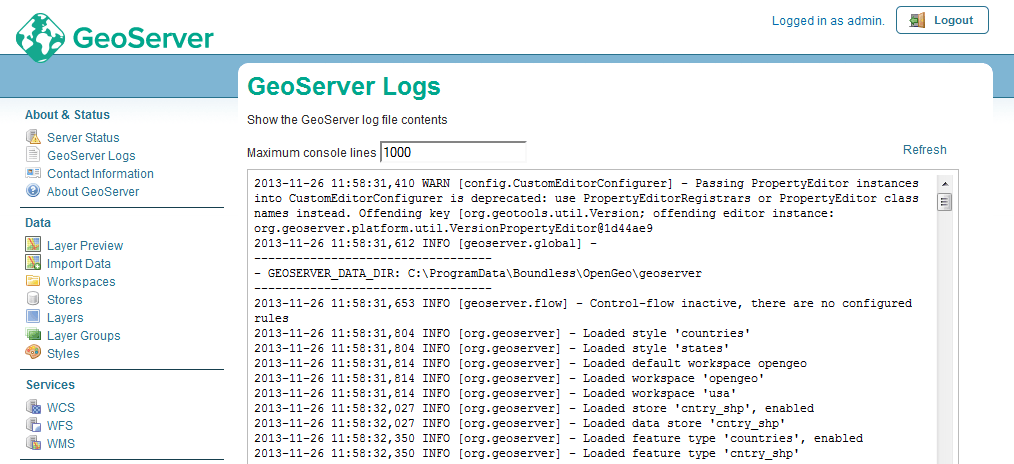 GeoServer
Logged in as admin.
Logout
About & Status
Server Status
GeoServer Logs
Contact Information
About GeoServer
Data
Layer Preview
Import Data
Workspaces
Stores
Layers
Layer Groups
Styles
Services
WCS
WFS
WMS
GeoServer Logs
Show the GeoServer log file contents
Maximum console lines 1000
Refresh
2013-11-26 11:58:31,410 WARN [config.CustomEditorConfigurer] - Passing PropertyEditor instances
into CustomEditorConfigurer is deprecated: use PropertyEditorRegistrars or PropertyEditor class
names instead. Offending key [org.geotools.util.Version; offending editor instance:
org.geoserver.platform.util.VersionPropertyEditor@1d44ae9
2013-11-26 11:58:31,612 INFO [geoserver.global] -
---------------------------------
- GEOSERVER_DATA_DIR: C:\ProgramData\Boundless\OpenGeo\geoserver
---------------------------------
2013-11-26 11:58:31,653 INFO [geoserver.flow] - Control-flow inactive, there are no configured
rules
2013-11-26 11:58:31,804 INFO [org.geoserver] - Loaded style 'countries'
2013-11-26 11:58:31,804 INFO [org.geoserver] - Loaded style 'states'
2013-11-26 11:58:31,814 INFO [org.geoserver] - Loaded default workspace opengeo
2013-11-26 11:58:31,814 INFO [org.geoserver] - Loaded workspace 'opengeo'
2013-11-26 11:58:31,814 INFO [org.geoserver] - Loaded workspace 'usa'
2013-11-26 11:58:32,027 INFO [org.geoserver] - Loaded store 'cntry_shp', enabled
2013-11-26 11:58:32,027 INFO [org.geoserver] - Loaded data store 'cntry_shp'
2013-11-26 11:58:32,350 INFO [org.geoserver] - Loaded feature type 'countries', enabled
2013-11-26 11:58:32,350 INFO [org.geoserver] - Loaded feature type 'cntry_shp'